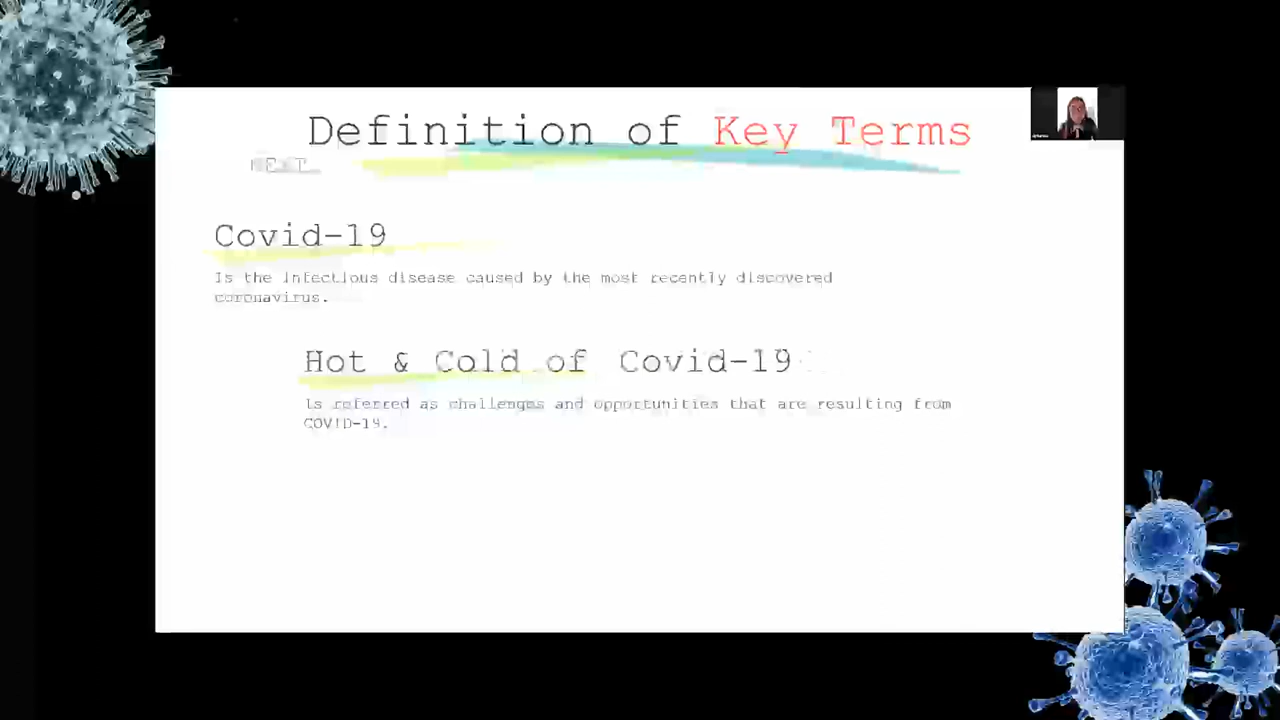 Definition of Key Terms
NEXT
Covid-19
Is the infectious disease caused by the most recently discovered
coronavirus.
Hot & Cold of Covid-19
Is referred as challenges and opportunities that are resulting from
COVID-19.